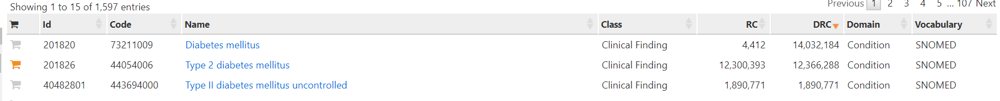 Showing 1 to 15 of 1,597 entries
Previous 1 2 3 4 5 ... 107 Next
Id Code Name Class RC DRC Domain Vocabulary
201820 73211009 Diabetes mellitus Clinical Finding 4,412 14,032,184 Condition SNOMED
201826 44054006 Type 2 diabetes mellitus Clinical Finding 12,300,393 12,366,288 Condition SNOMED
40482801 443694000 Type II diabetes mellitus uncontrolled Clinical Finding 1,890,771 1,890,771 Condition SNOMED